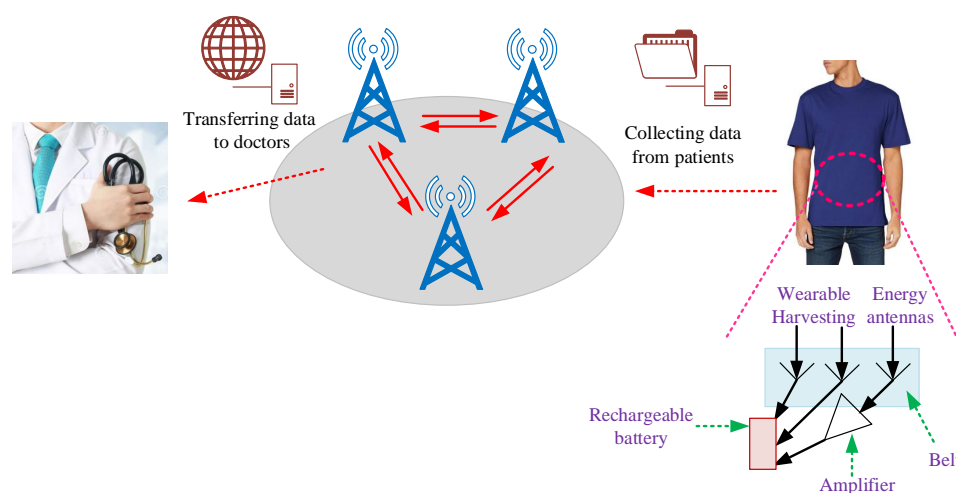 Transferring data
to doctors
Collecting data
from patients
Wearable Energy
Harvesting antennas
Rechargeable
battery
Bel
Amplifier